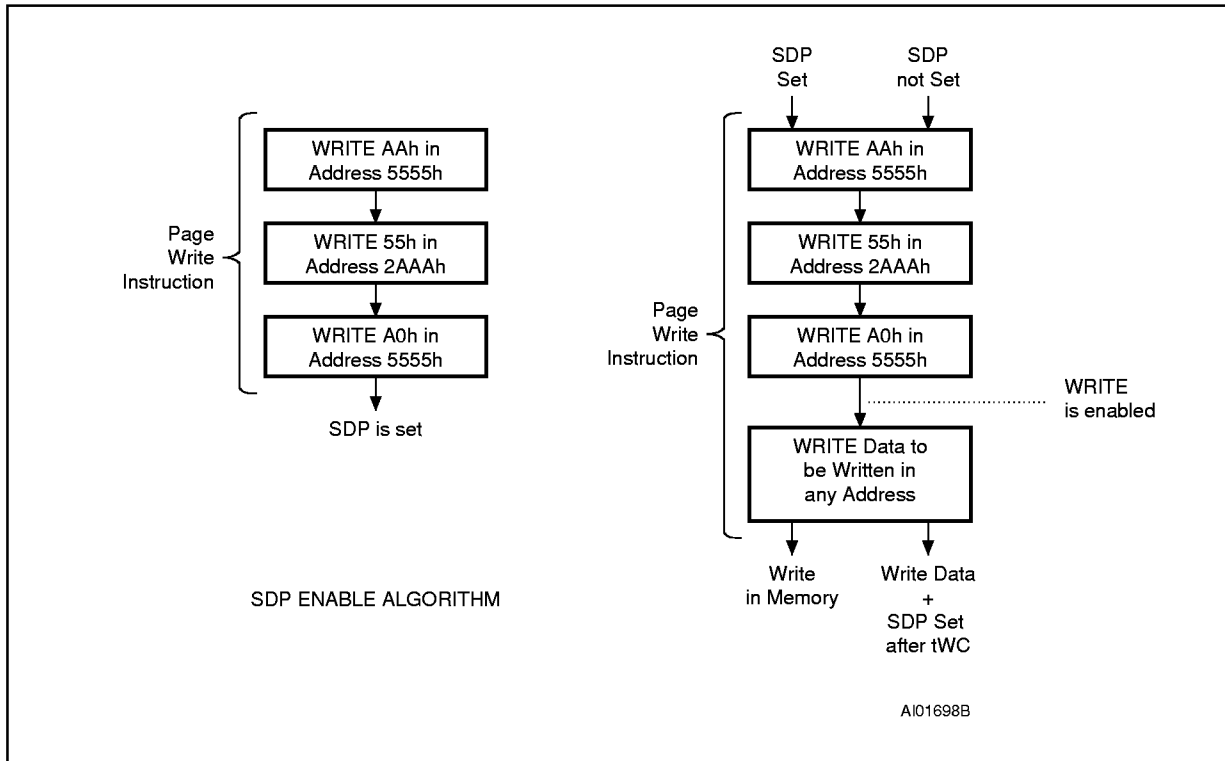 WRITE AAh in
Address 5555h
WRITE 55h in
Address 2AAAh
WRITE A0h in
Address 5555h
Page
Write
Instruction
SDP is set
SDP ENABLE ALGORITHM
SDP
Set
SDP
not Set
WRITE AAh in
Address 5555h
WRITE 55h in
Address 2AAAh
WRITE A0h in
Address 5555h
Page
Write
Instruction
WRITE
is enabled
WRITE Data to
be Written in
any Address
Write
in Memory
Write Data
+
SDP Set
after tWC
AI01698B